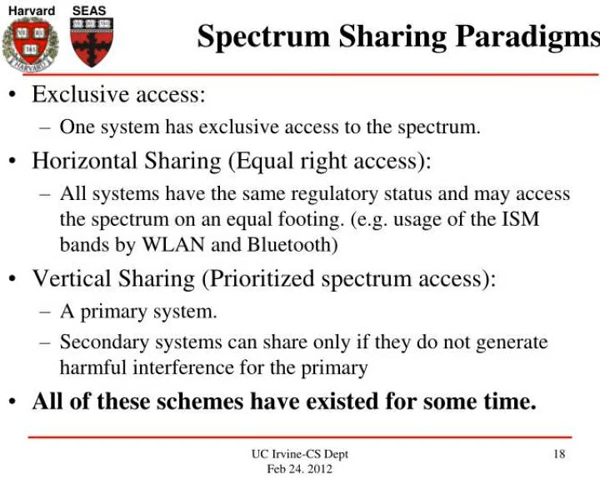 Harvard SEAS
Spectrum Sharing Paradigms
• Exclusive access:
– One system has exclusive access to the spectrum.
• Horizontal Sharing (Equal right access):
– All systems have the same regulatory status and may access
the spectrum on an equal footing. (e.g. usage of the ISM
bands by WLAN and Bluetooth)
• Vertical Sharing (Prioritized spectrum access):
– A primary system.
– Secondary systems can share only if they do not generate
harmful interference for the primary
• All of these schemes have existed for some time.
UC Irvine-CS Dept
Feb 24. 2012
18